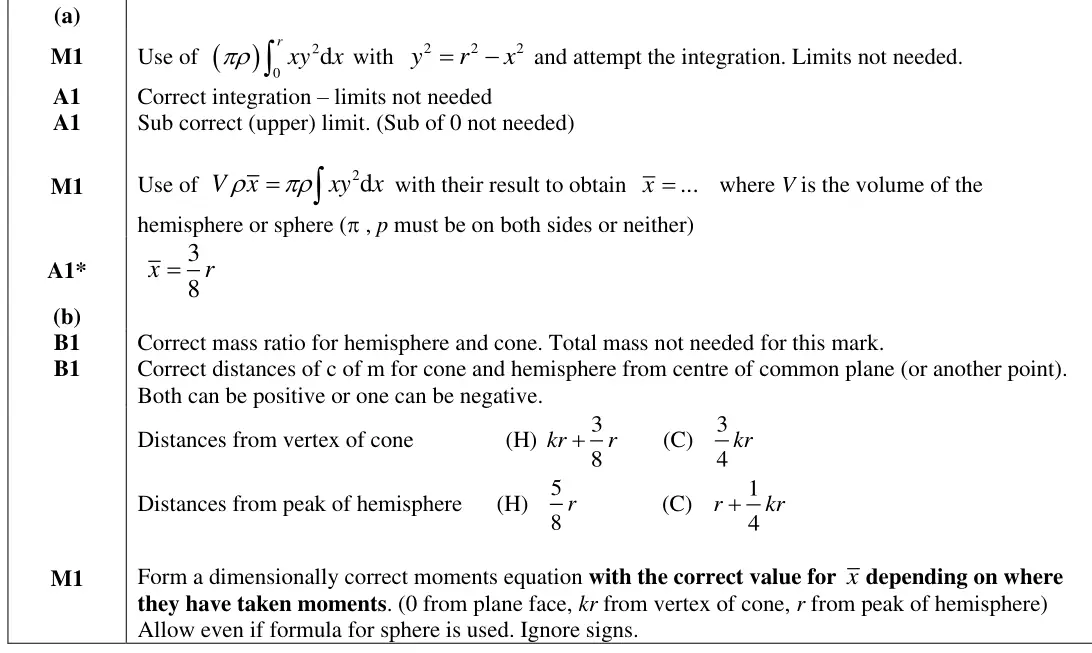 (a)
M1 Use of (πρ)∫₀ʳ xy²dx with y² = r² − x² and attempt the integration. Limits not needed.
A1 Correct integration – limits not needed
A1 Sub correct (upper) limit. (Sub of 0 not needed)
M1 Use of Vρx̅ = πρ∫xy²dx with their result to obtain x̅ = ... where V is the volume of the
hemisphere or sphere (π , p must be on both sides or neither)
A1* x̅ = 3/8 r
(b)
B1 Correct mass ratio for hemisphere and cone. Total mass not needed for this mark.
B1 Correct distances of c of m for cone and hemisphere from centre of common plane (or another point).
Both can be positive or one can be negative.
Distances from vertex of cone (H) kr + 3/8 r (C) 3/4 kr
Distances from peak of hemisphere (H) 5/8 r (C) r + 1/4 kr
M1 Form a dimensionally correct moments equation with the correct value for x̅ depending on where
they have taken moments. (0 from plane face, kr from vertex of cone, r from peak of hemisphere)
Allow even if formula for sphere is used. Ignore signs.